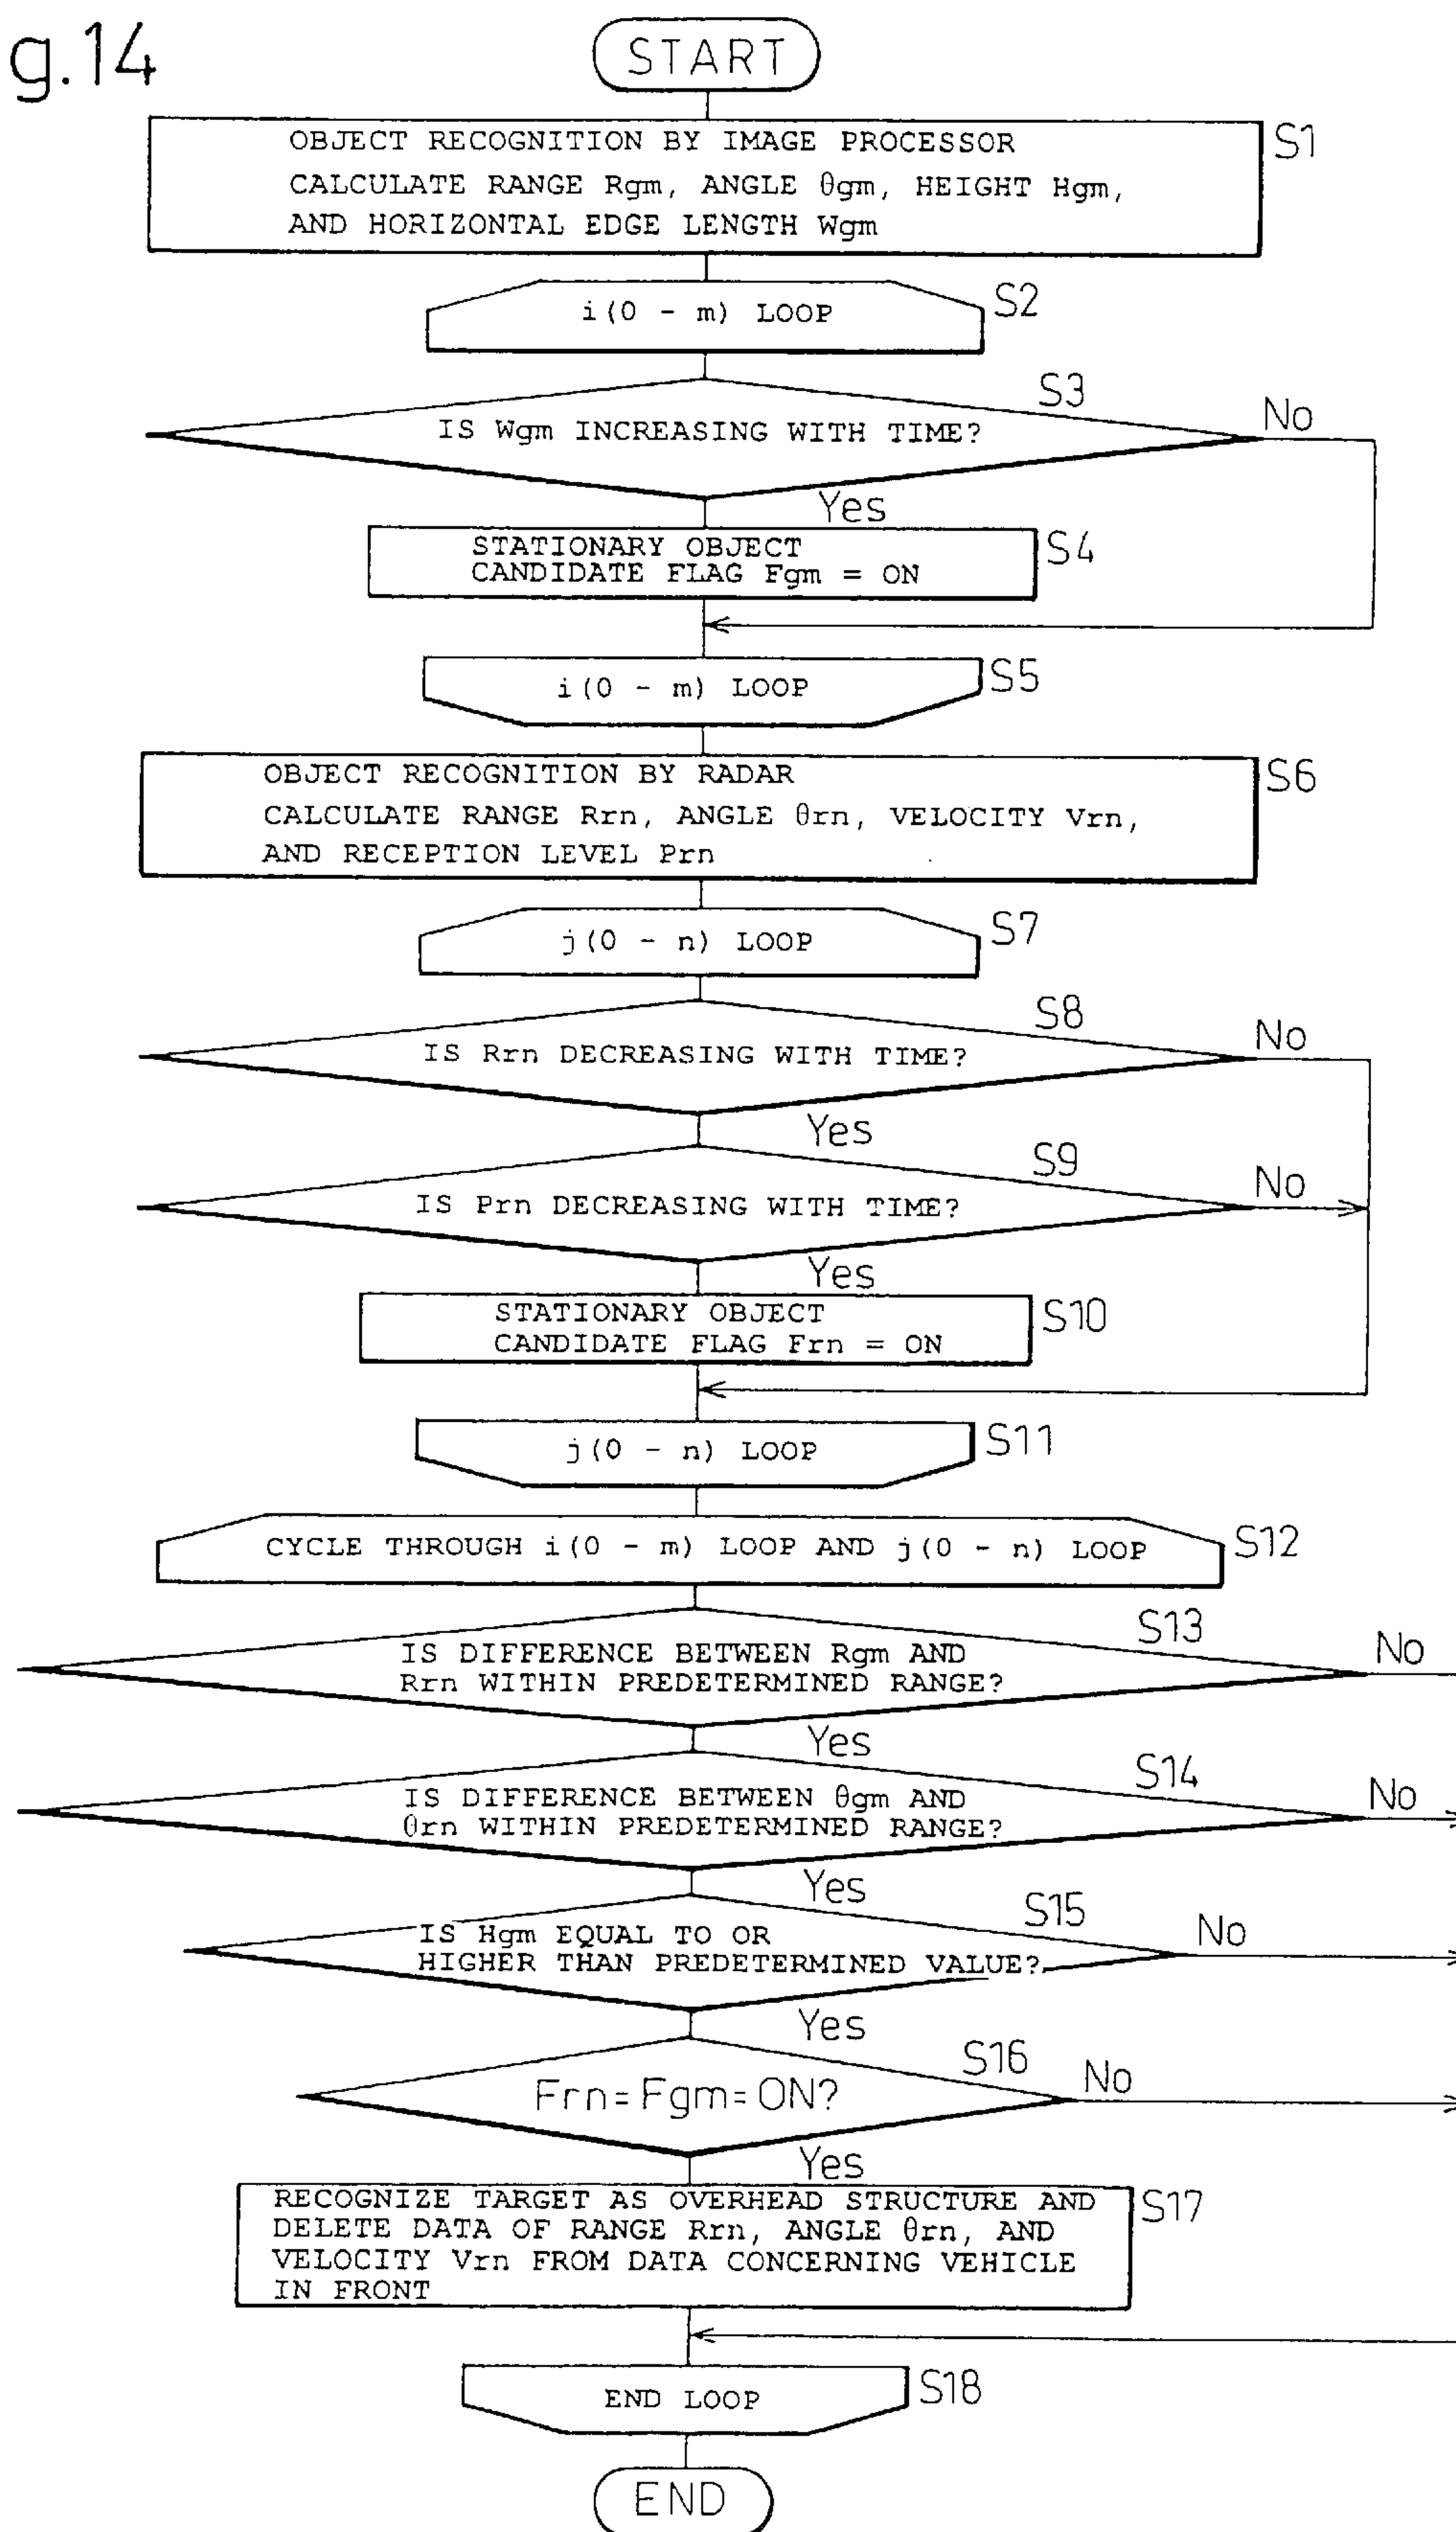 g.14
START
OBJECT RECOGNITION BY IMAGE PROCESSOR
CALCULATE RANGE Rgm, ANGLE θgm, HEIGHT Hgm,
AND HORIZONTAL EDGE LENGTH Wgm
S1
i(0 - m) LOOP
S2
IS Wgm INCREASING WITH TIME?
S3
No
Yes
STATIONARY OBJECT
CANDIDATE FLAG Fgm = ON
S4
i(0 - m) LOOP
S5
OBJECT RECOGNITION BY RADAR
CALCULATE RANGE Rrn, ANGLE θrn, VELOCITY Vrn,
AND RECEPTION LEVEL Prn
S6
j(0 - n) LOOP
S7
IS Rrn DECREASING WITH TIME?
S8
No
Yes
IS Prn DECREASING WITH TIME?
S9
No
Yes
STATIONARY OBJECT
CANDIDATE FLAG Frn = ON
S10
j(0 - n) LOOP
S11
CYCLE THROUGH i(0 - m) LOOP AND j(0 - n) LOOP
S12
IS DIFFERENCE BETWEEN Rgm AND
Rrn WITHIN PREDETERMINED RANGE?
S13
No
Yes
IS DIFFERENCE BETWEEN θgm AND
θrn WITHIN PREDETERMINED RANGE?
S14
No
Yes
IS Hgm EQUAL TO OR
HIGHER THAN PREDETERMINED VALUE?
S15
No
Yes
Frn=Fgm=ON?
S16
No
Yes
RECOGNIZE TARGET AS OVERHEAD STRUCTURE AND
DELETE DATA OF RANGE Rrn, ANGLE θrn, AND
VELOCITY Vrn FROM DATA CONCERNING VEHICLE
IN FRONT
S17
END LOOP
S18
END